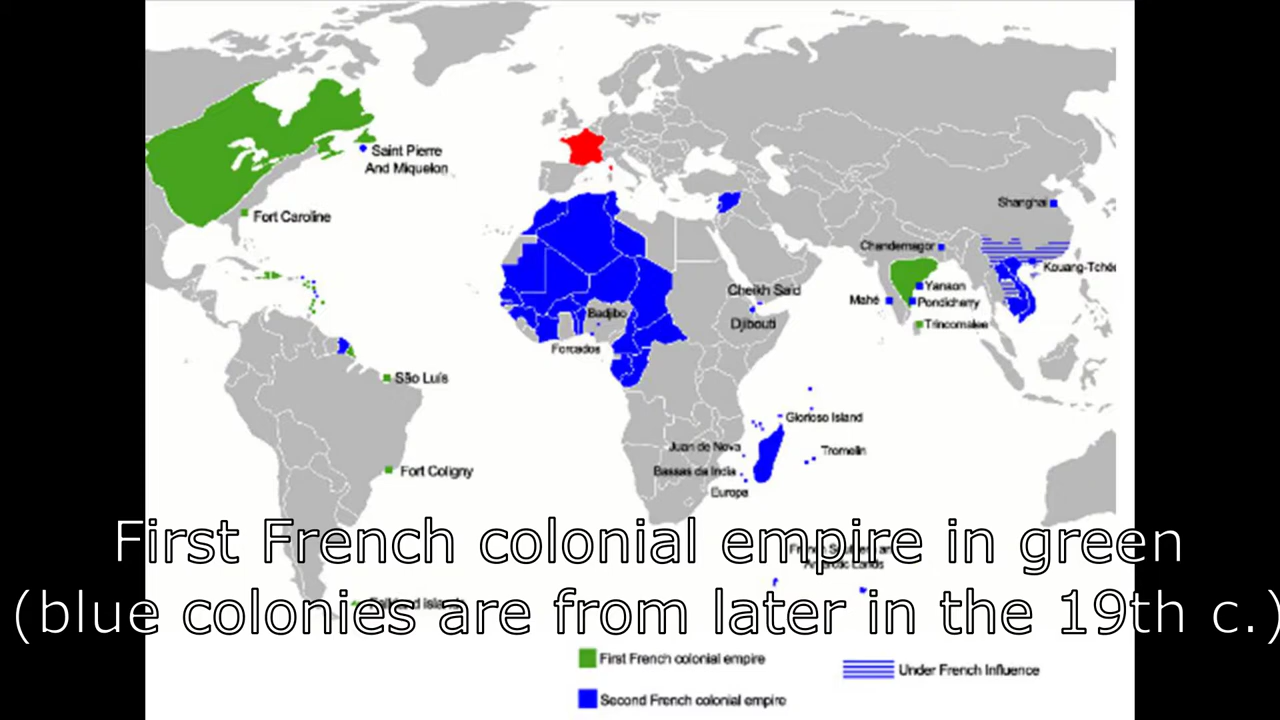 Saint Pierre
And Miquelon
Fort Caroline
Shanghai
Chandernagor
Kouang-Tché
Yanaon
Mahé
Pondicherry
Trincomalee
Cheikh Saïd
Djibouti
Badjibo
Forcados
São Luís
Glorioso Island
Juan de Nova
Tromelin
Bassas da India
Fort Coligny
Europa
First French colonial empire in green
Antarctic Lands
(blue colonies are from later in the 19th c.)
First French colonial empire
Under French Influence
Second French colonial empire